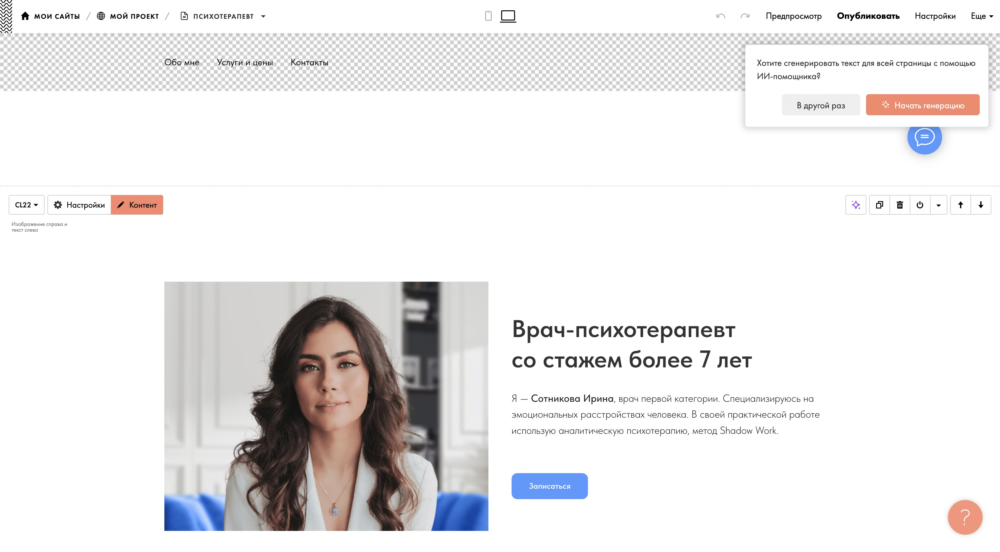 МОИ САЙТЫ / МОЙ ПРОЕКТ / ПСИХОТЕРАПЕВТ
Предпросмотр Опубликовать Настройки Еще
Обо мне Услуги и цены Контакты
Хотите сгенерировать текст для всей страницы с помощью
ИИ-помощника?
В другой раз Начать генерацию
CL22 Настройки Контент
Изображение справа и
текст слева
Врач-психотерапевт
со стажем более 7 лет
Я — Сотникова Ирина, врач первой категории. Специализируюсь на
эмоциональных расстройствах человека. В своей практической работе
использую аналитическую психотерапию, метод Shadow Work.
Записаться
?